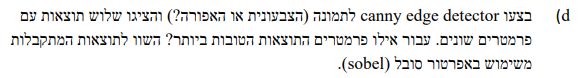 d) בצעו canny edge detector לתמונה (הצבעונית או האפורה?) והציגו שלוש תוצאות עם
פרמטרים שונים. עבור אילו פרמטרים התוצאות הטובות ביותר? השוו לתוצאות המתקבלות
משימוש באפרטור סובל (sobel).